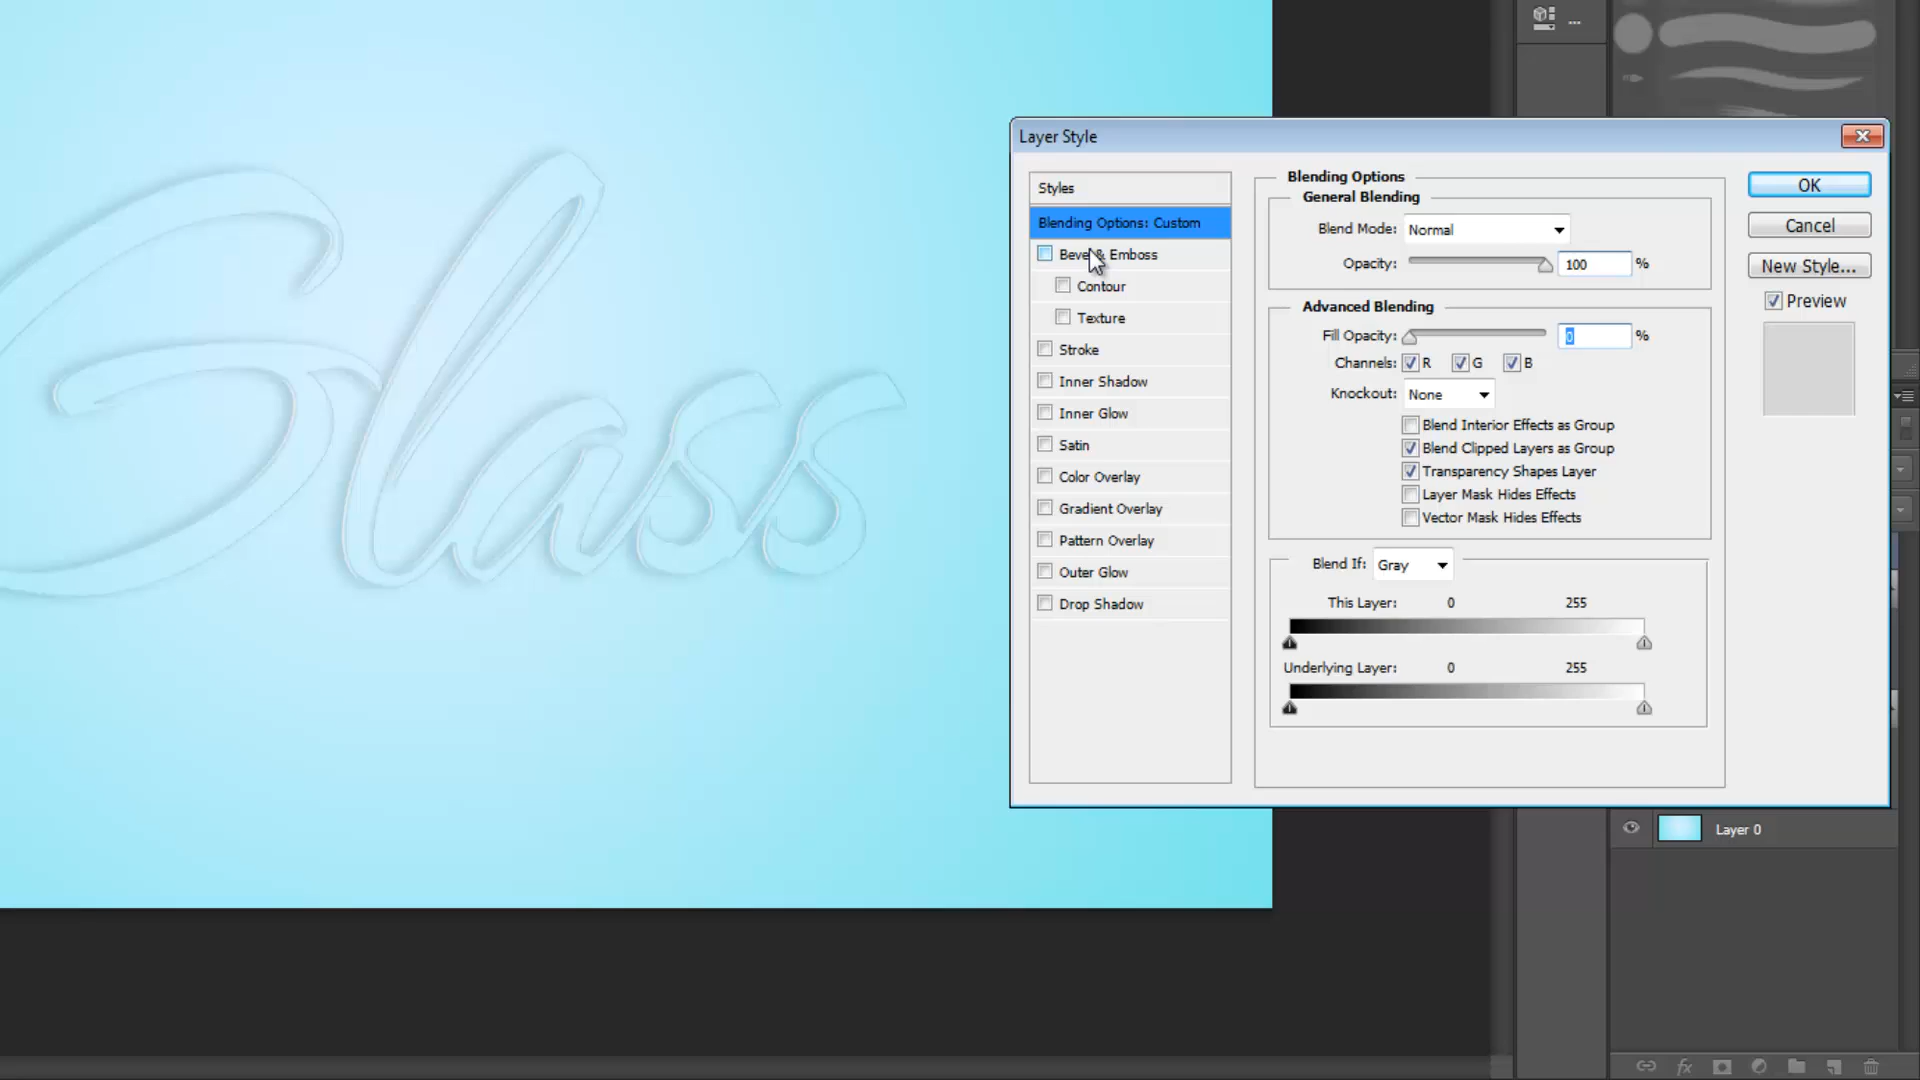 Glass
Layer Style
Styles
Blending Options: Custom
Bevel & Emboss
Contour
Texture
Stroke
Inner Shadow
Inner Glow
Satin
Color Overlay
Gradient Overlay
Pattern Overlay
Outer Glow
Drop Shadow
Blending Options
General Blending
Blend Mode: Normal
Opacity: 100 %
Advanced Blending
Fill Opacity: 0 %
Channels: R G B
Knockout: None
Blend Interior Effects as Group
Blend Clipped Layers as Group
Transparency Shapes Layer
Layer Mask Hides Effects
Vector Mask Hides Effects
Blend If: Gray
This Layer: 0 255
Underlying Layer: 0 255
OK
Cancel
New Style...
Preview
Layer 0
fx